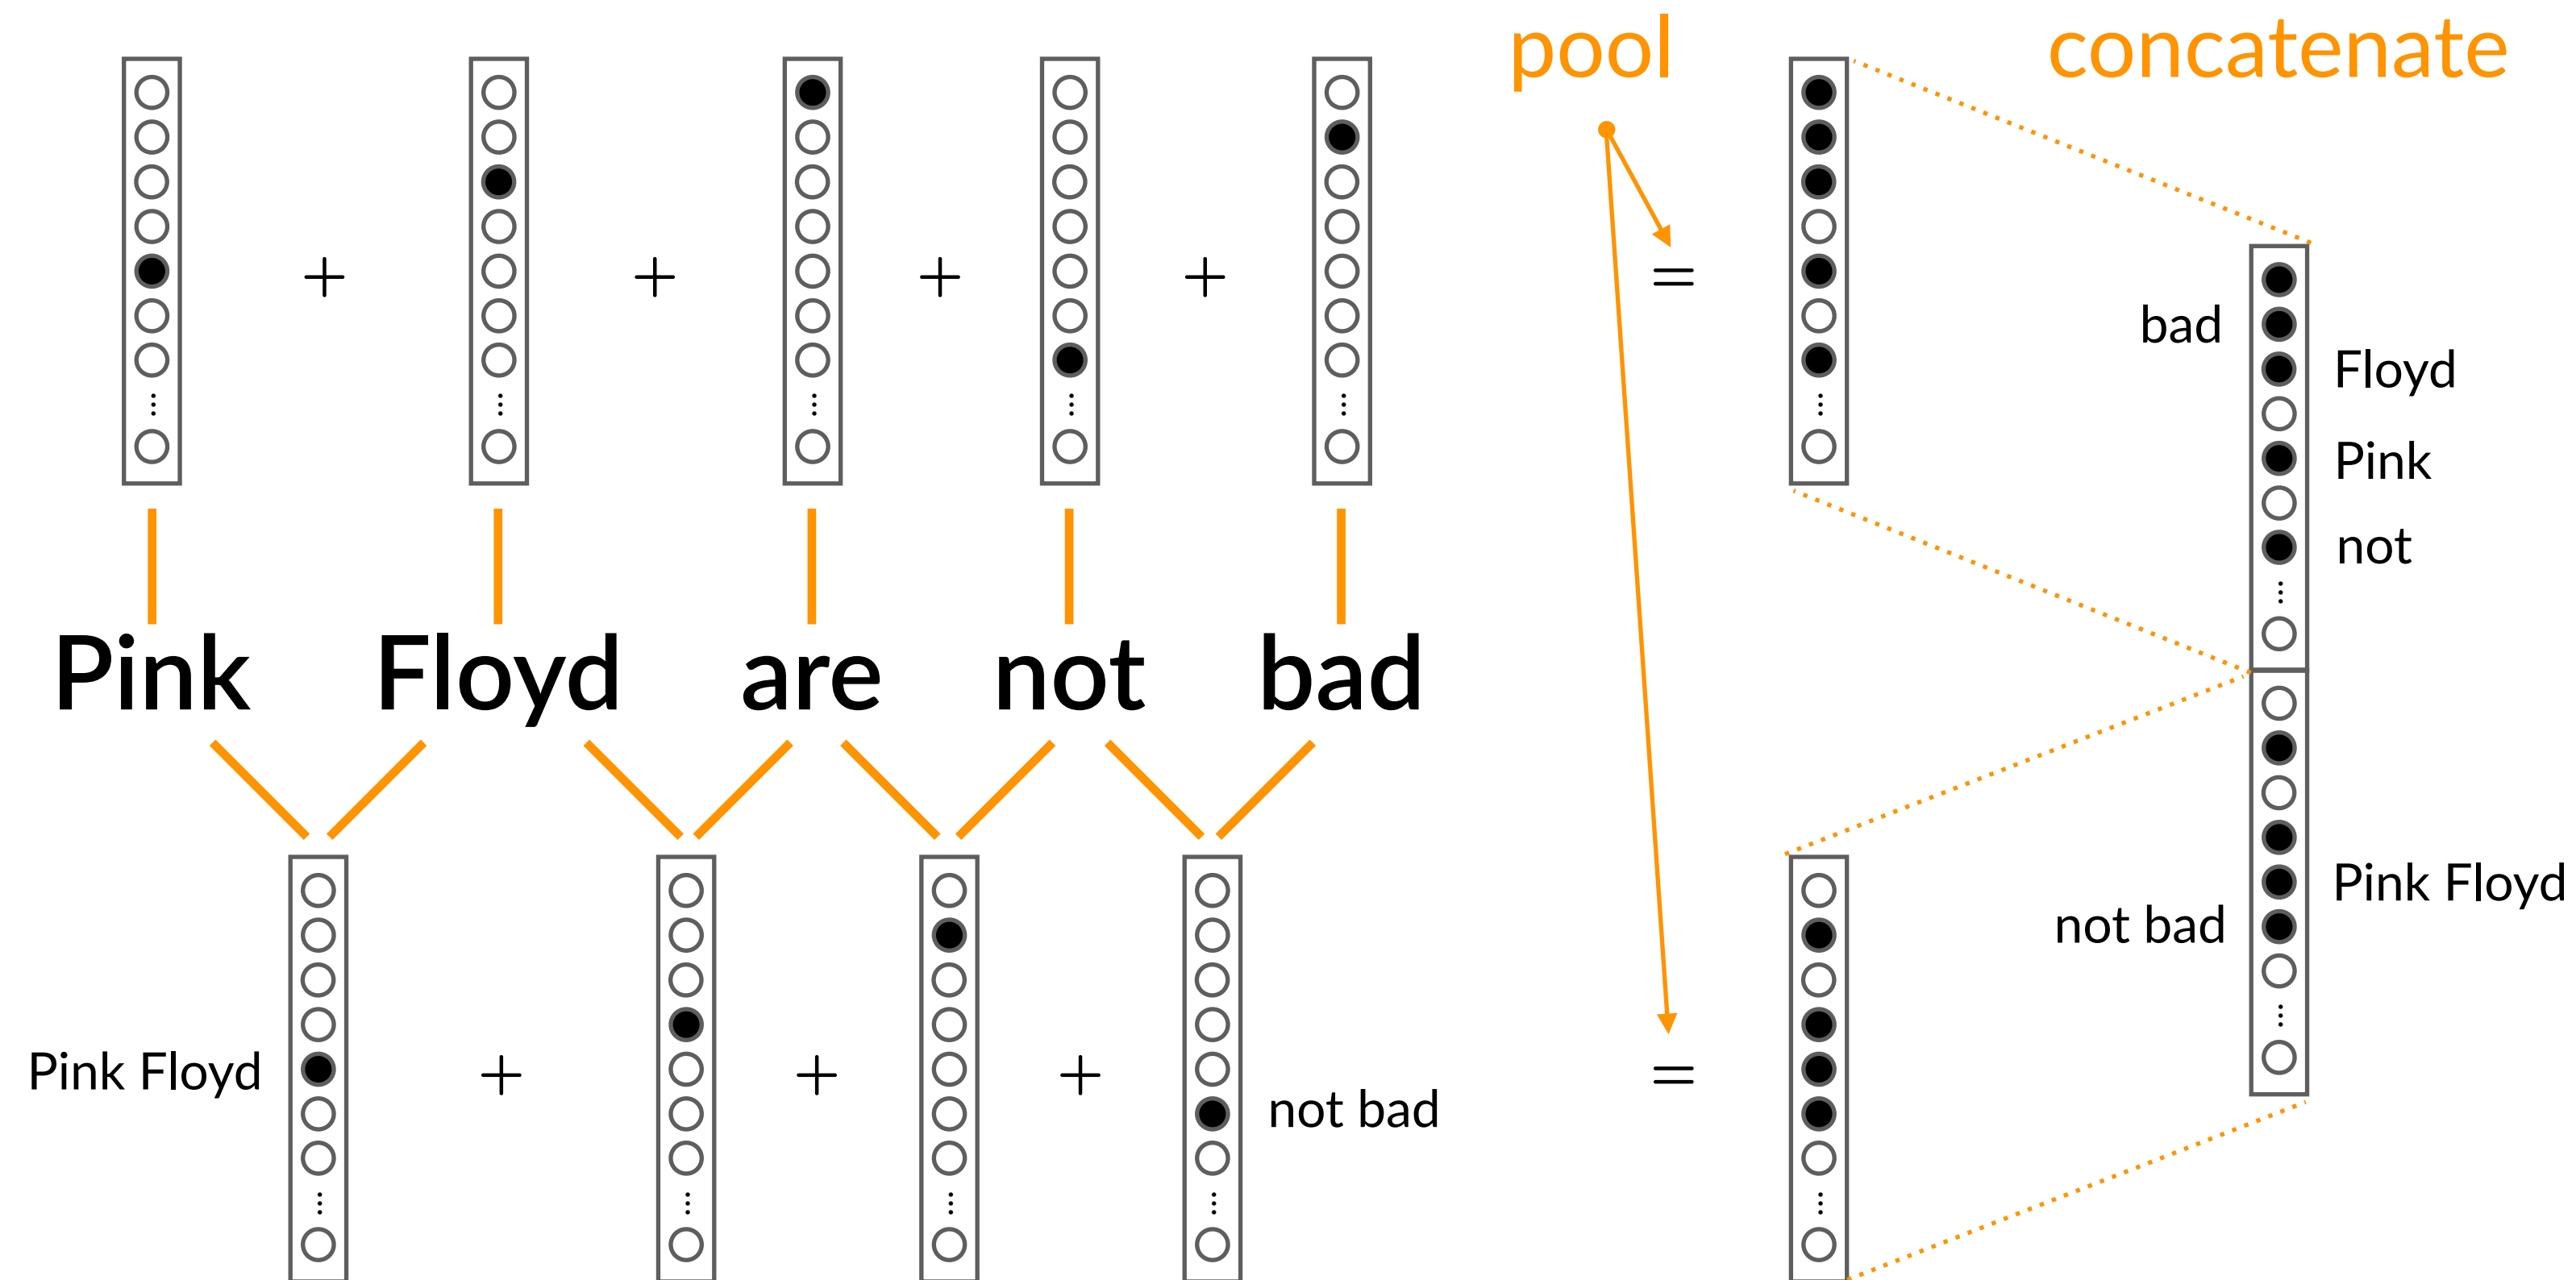 pool
concatenate
+ + + + =
bad
Floyd
Pink
not
Pink Floyd are not bad
Pink Floyd
not bad
Pink Floyd + + + not bad =